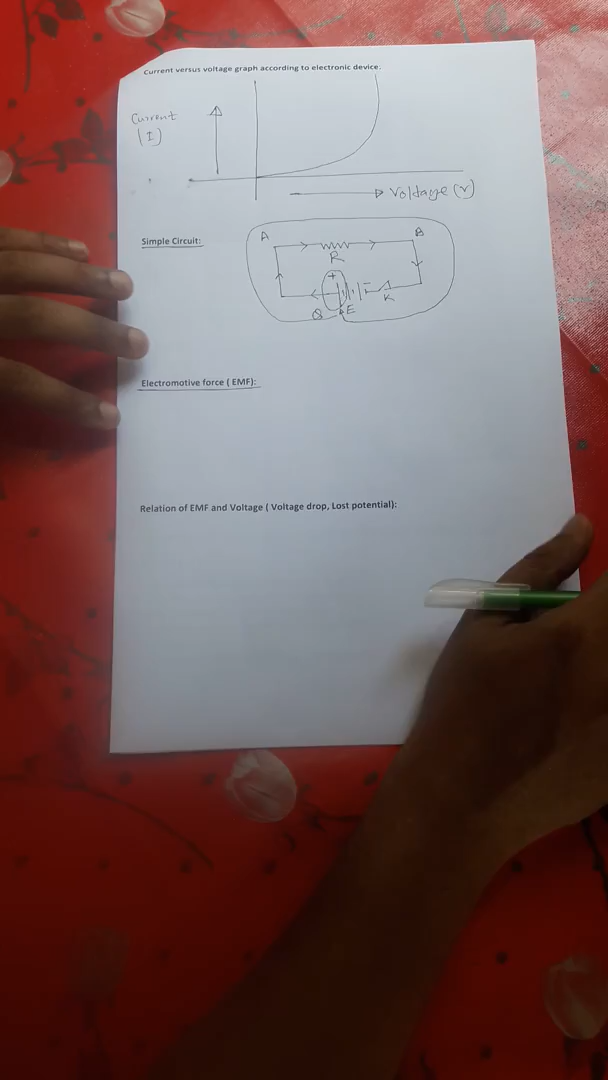 Current versus voltage graph according to electronic device:
Current
(I)
Voltage (V)
Simple Circuit:
A
B
R
+
-
Q
E
K
Electromotive force ( EMF):
Relation of EMF and Voltage ( Voltage drop, Lost potential):